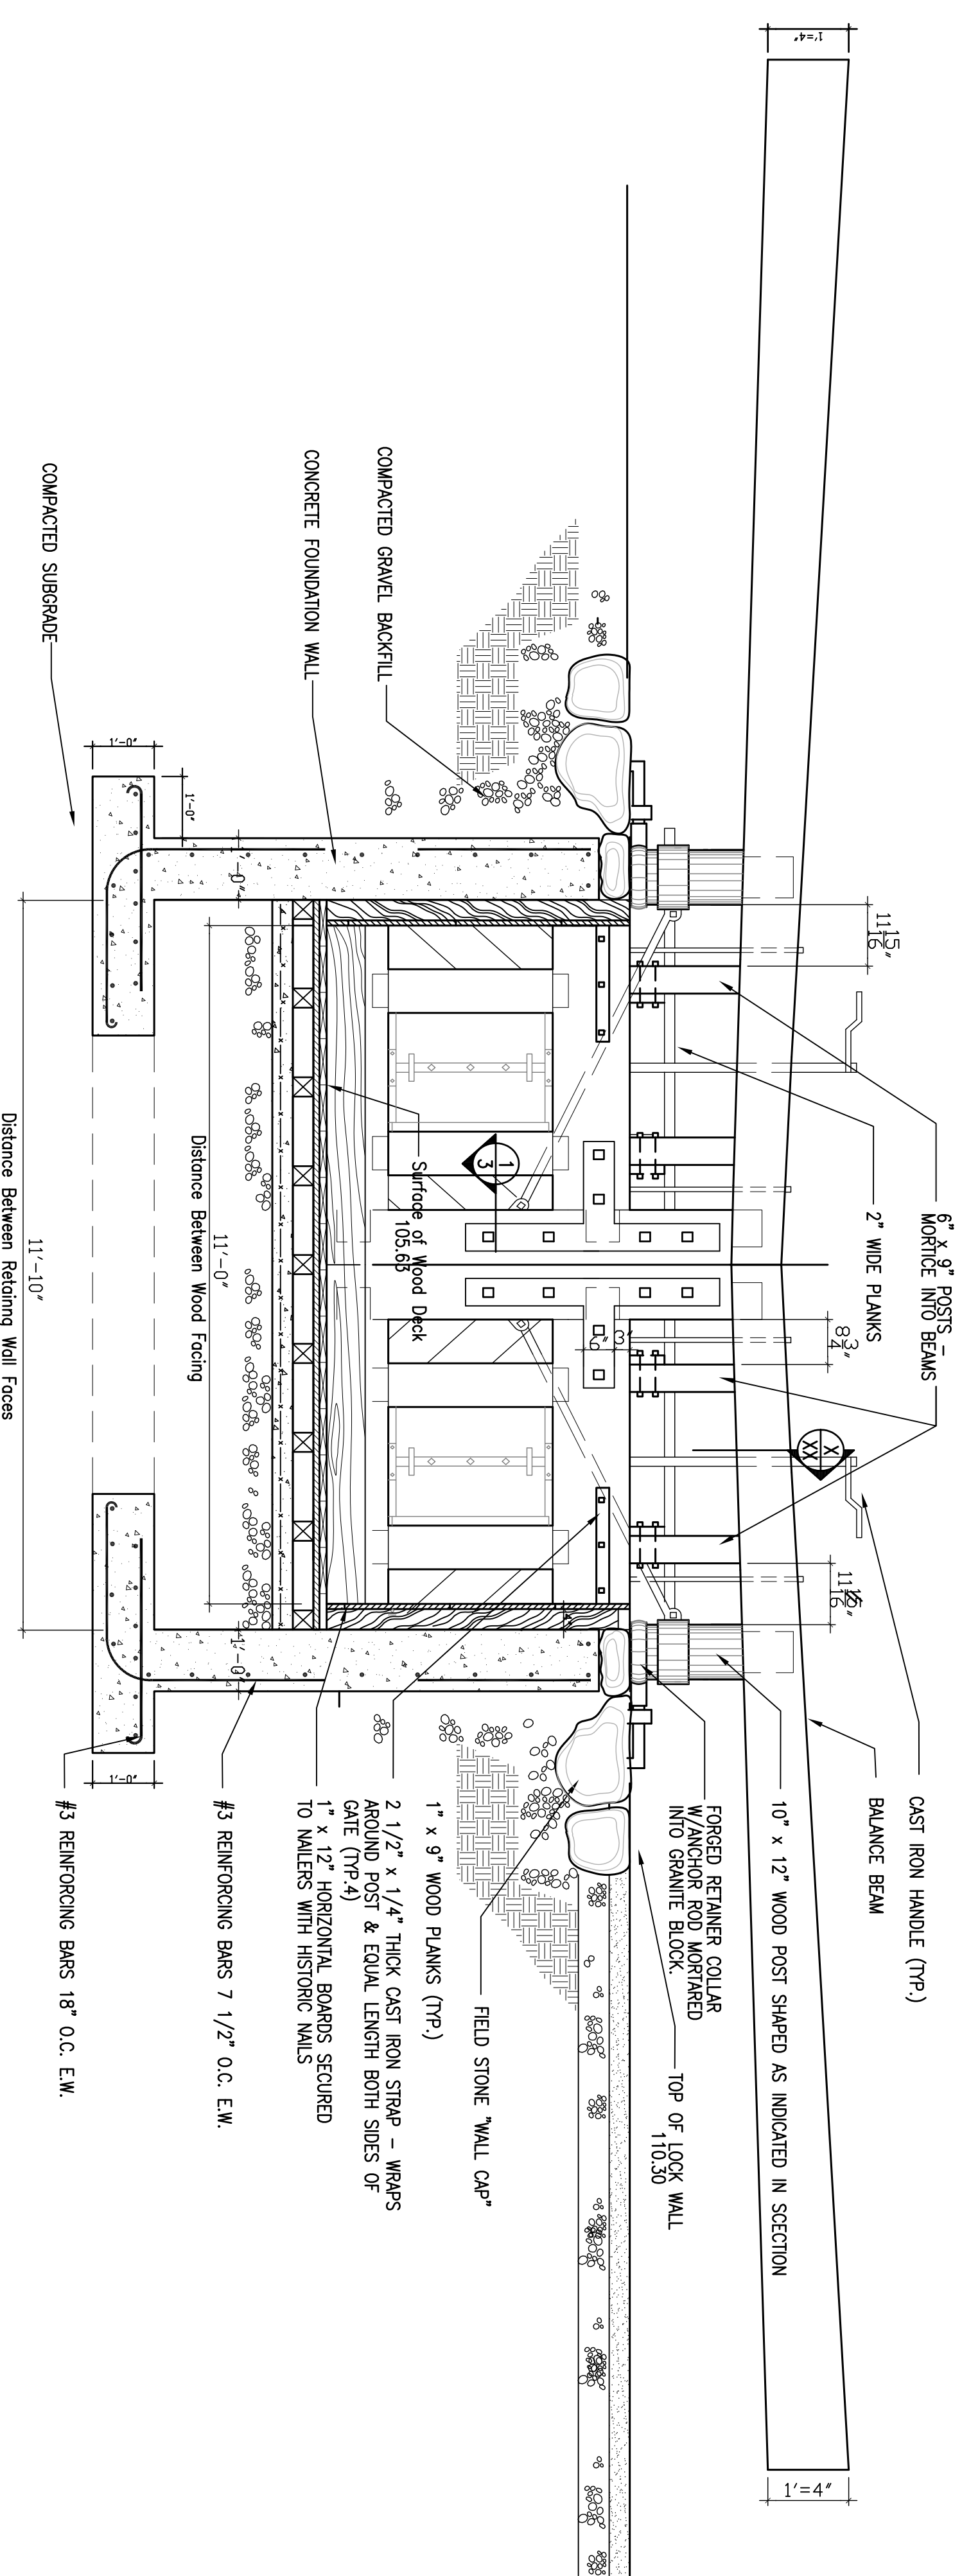 1'=4"
1'=4"
11 15/16"
6" x 9" POSTS -
MORTICE INTO BEAMS
2" WIDE PLANKS
8 3/4"
X
XX
CAST IRON HANDLE (TYP.)
BALANCE BEAM
10" x 12" WOOD POST SHAPED AS INDICATED IN SCECTION
FORGED RETAINER COLLAR
W/ANCHOR ROD MORTARED
INTO GRANITE BLOCK.
TOP OF LOCK WALL
110.30
FIELD STONE "WALL CAP"
1" x 9" WOOD PLANKS (TYP.)
2 1/2" x 1/4" THICK CAST IRON STRAP - WRAPS
AROUND POST & EQUAL LENGTH BOTH SIDES OF
GATE (TYP.4)
1" x 12" HORIZONTAL BOARDS SECURED
TO NAILERS WITH HISTORIC NAILS
#3 REINFORCING BARS 7 1/2" O.C. E.W.
#3 REINFORCING BARS 18" O.C. E.W.
6" 3"
1
3
Surface of Wood Deck
105.63
COMPACTED GRAVEL BACKFILL
CONCRETE FOUNDATION WALL
COMPACTED SUBGRADE
1'-0"
1'-0"
1'-0"
1'-0"
1'-0"
11'-0"
Distance Between Wood Facing
11'-10"
Distance Between Retainng Wall Faces